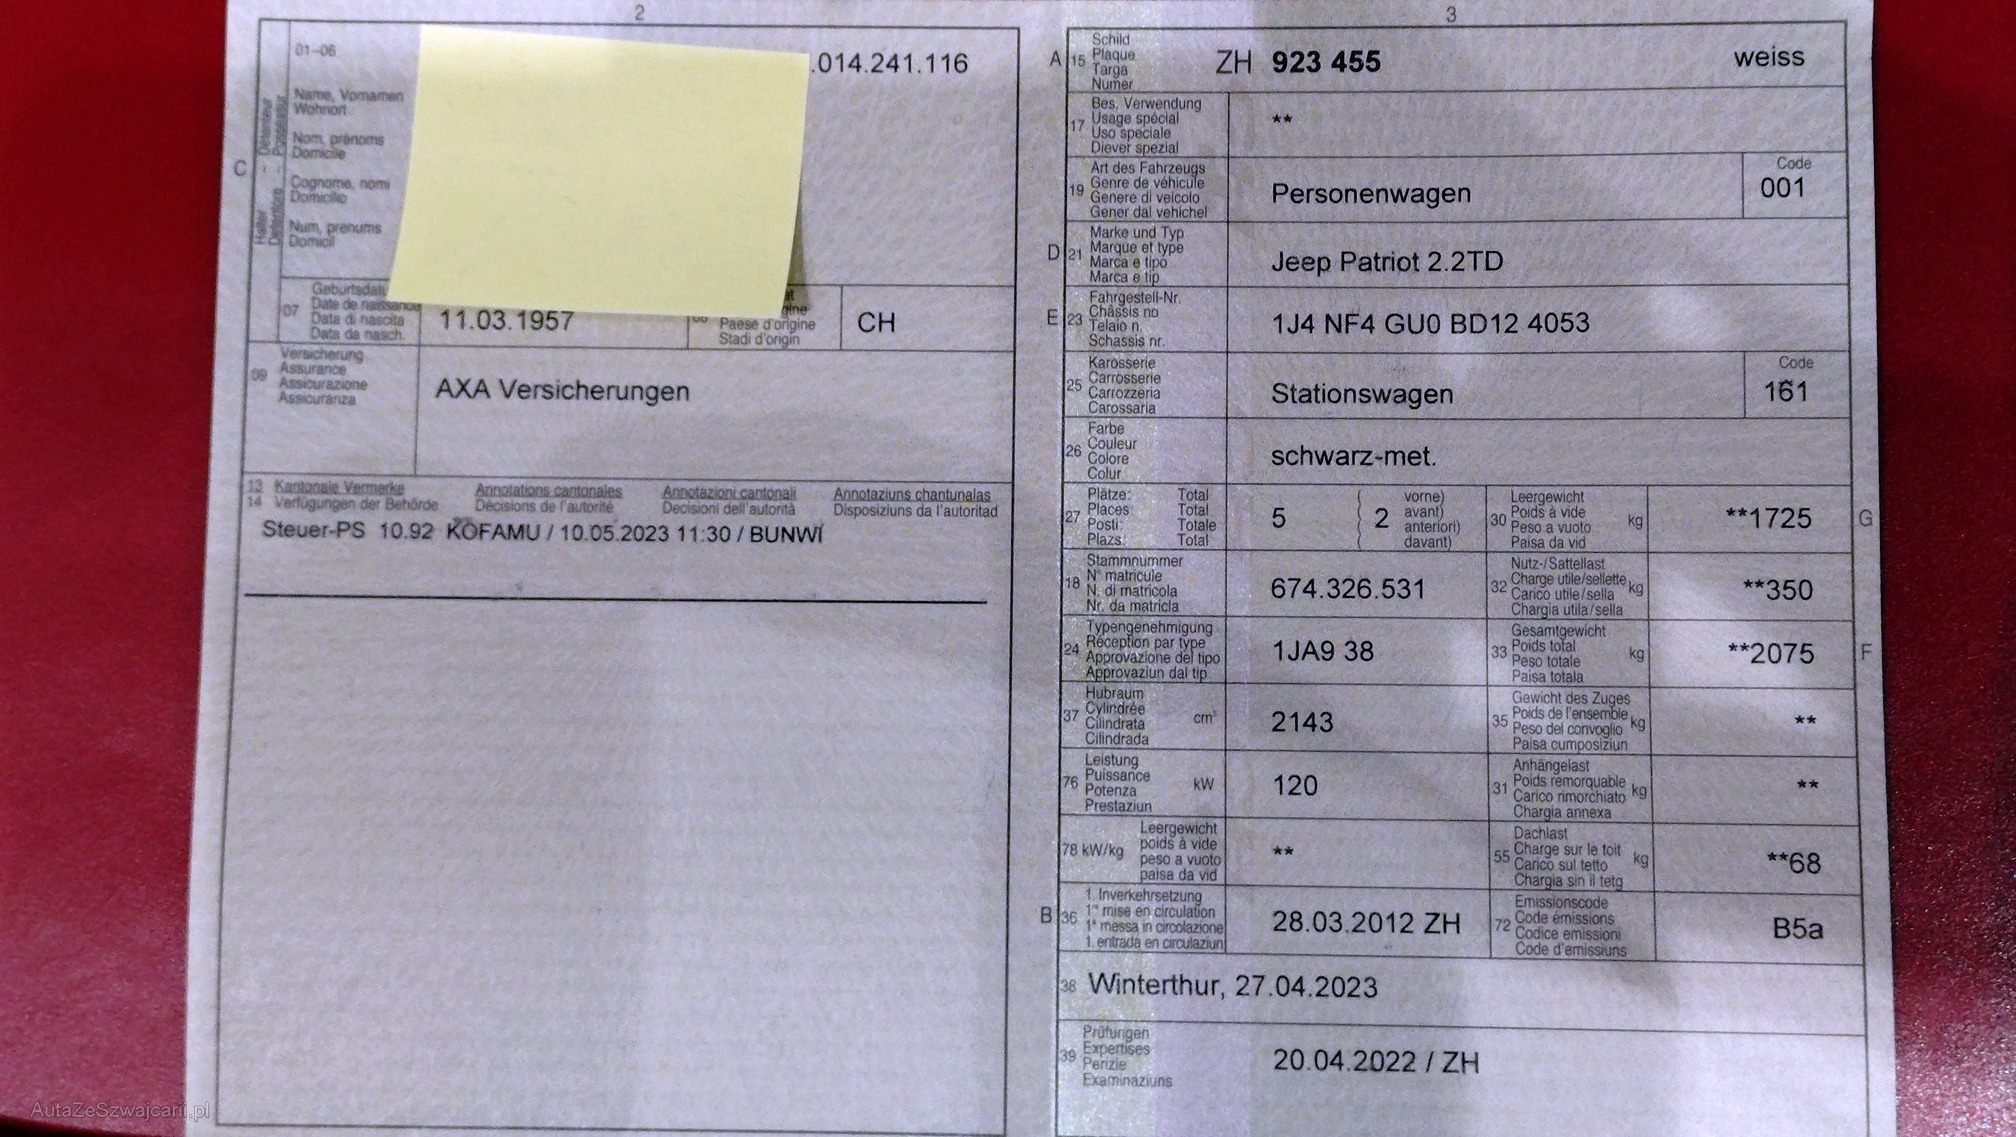 2
01–06
.014.241.116
Name, Vornamen
Wohnort
Nom, prénoms
Domicile
C
Halter – Détenteur
Detentore – Possessur
Cognome, nomi
Domicilio
Num, prenums
Domicil
07
Date de naissance
Data di nascita
Data da nasch.
11.03.1957
Paese d'origine
Stadi d'origin
CH
09
Versicherung
Assurance
Assicurazione
Assicuranza
AXA Versicherungen
13 Kantonale Vermerke Annotations cantonales Annotazioni cantonali Annotaziuns chantunalas
14 Verfügungen der Behörde Décisions de l'autorité Decisioni dell'autorità Disposiziuns da l'autoritad
Steuer-PS 10.92 KOFAMU / 10.05.2023 11:30 / BUNWI
3
A
15
Schild
Plaque
Targa
Numer
ZH 923 455
weiss
17
Bes. Verwendung
Usage spécial
Uso speciale
Diever spezial
**
19
Art des Fahrzeugs
Genre de véhicule
Genere di veicolo
Gener dal vehichel
Personenwagen
Code
001
D
21
Marke und Typ
Marque et type
Marca e tipo
Marca e tip
Jeep Patriot 2.2TD
E
23
Fahrgestell-Nr.
Châssis no
Telaio n.
Schassis nr.
1J4 NF4 GU0 BD12 4053
25
Karosserie
Carrosserie
Carrozzeria
Carossaria
Stationswagen
Code
161
26
Farbe
Couleur
Colore
Colur
schwarz-met.
27
Plätze: Total
Places: Total
Posti: Totale
Plazs: Total
5
2
vorne)
avant)
anteriori)
davant)
30
Leergewicht
Poids à vide
Peso a vuoto
Paisa da vid
kg
**1725
G
18
Stammnummer
N° matricule
N. di matricola
Nr. da matricla
674.326.531
32
Nutz-/Sattellast
Charge utile/sellette
Carico utile/sella
Chargia utila/sella
kg
**350
24
Typengenehmigung
Réception par type
Approvazione del tipo
Approvaziun dal tip
1JA9 38
33
Gesamtgewicht
Poids total
Peso totale
Paisa totala
kg
**2075
F
37
Hubraum
Cylindrée
Cilindrata
Cilindrada
cm³
2143
35
Gewicht des Zuges
Poids de l'ensemble
Peso del convoglio
Paisa cumposiziun
kg
**
76
Leistung
Puissance
Potenza
Prestaziun
kW
120
31
Anhängelast
Poids remorquable
Carico rimorchiato
Chargia annexa
kg
**
78 kW/kg
Leergewicht
poids à vide
peso a vuoto
paisa da vid
**
55
Dachlast
Charge sur le toit
Carico sul tetto
Chargia sin il tetg
kg
**68
B
36
1. Inverkehrsetzung
1re mise en circulation
1a messa in circolazione
1. entrada en circulaziun
28.03.2012 ZH
72
Emissionscode
Code émissions
Codice emissioni
Code d'emissiuns
B5a
38
Winterthur, 27.04.2023
39
Prüfungen
Expertises
Perizie
Examinaziuns
20.04.2022 / ZH
AutaZeSzwajcarii.pl